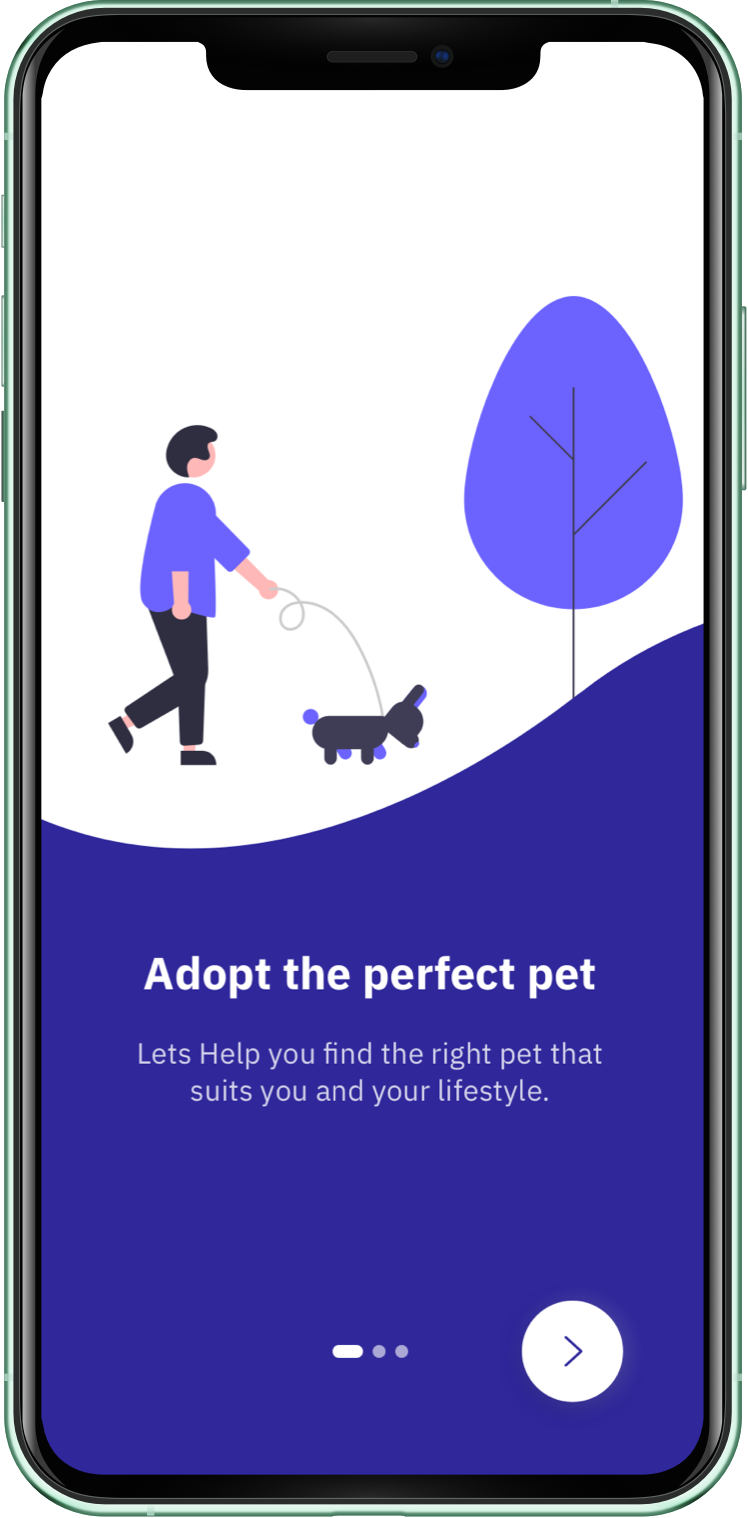 Adopt the perfect pet
Lets Help you find the right pet that
suits you and your lifestyle.